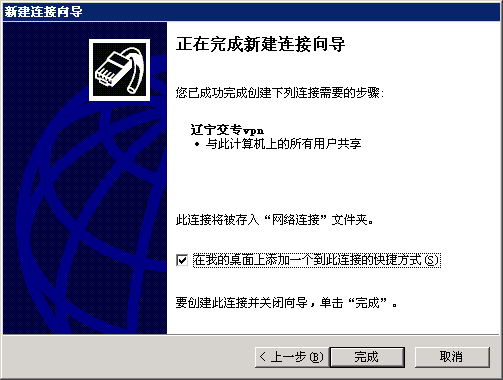 新建连接向导
正在完成新建连接向导
您已成功完成创建下列连接需要的步骤:
辽宁交专vpn
• 与此计算机上的所有用户共享
此连接将被存入“网络连接”文件夹。
在我的桌面上添加一个到此连接的快捷方式(S)
要创建此连接并关闭向导,单击“完成”。
< 上一步(B)
完成
取消